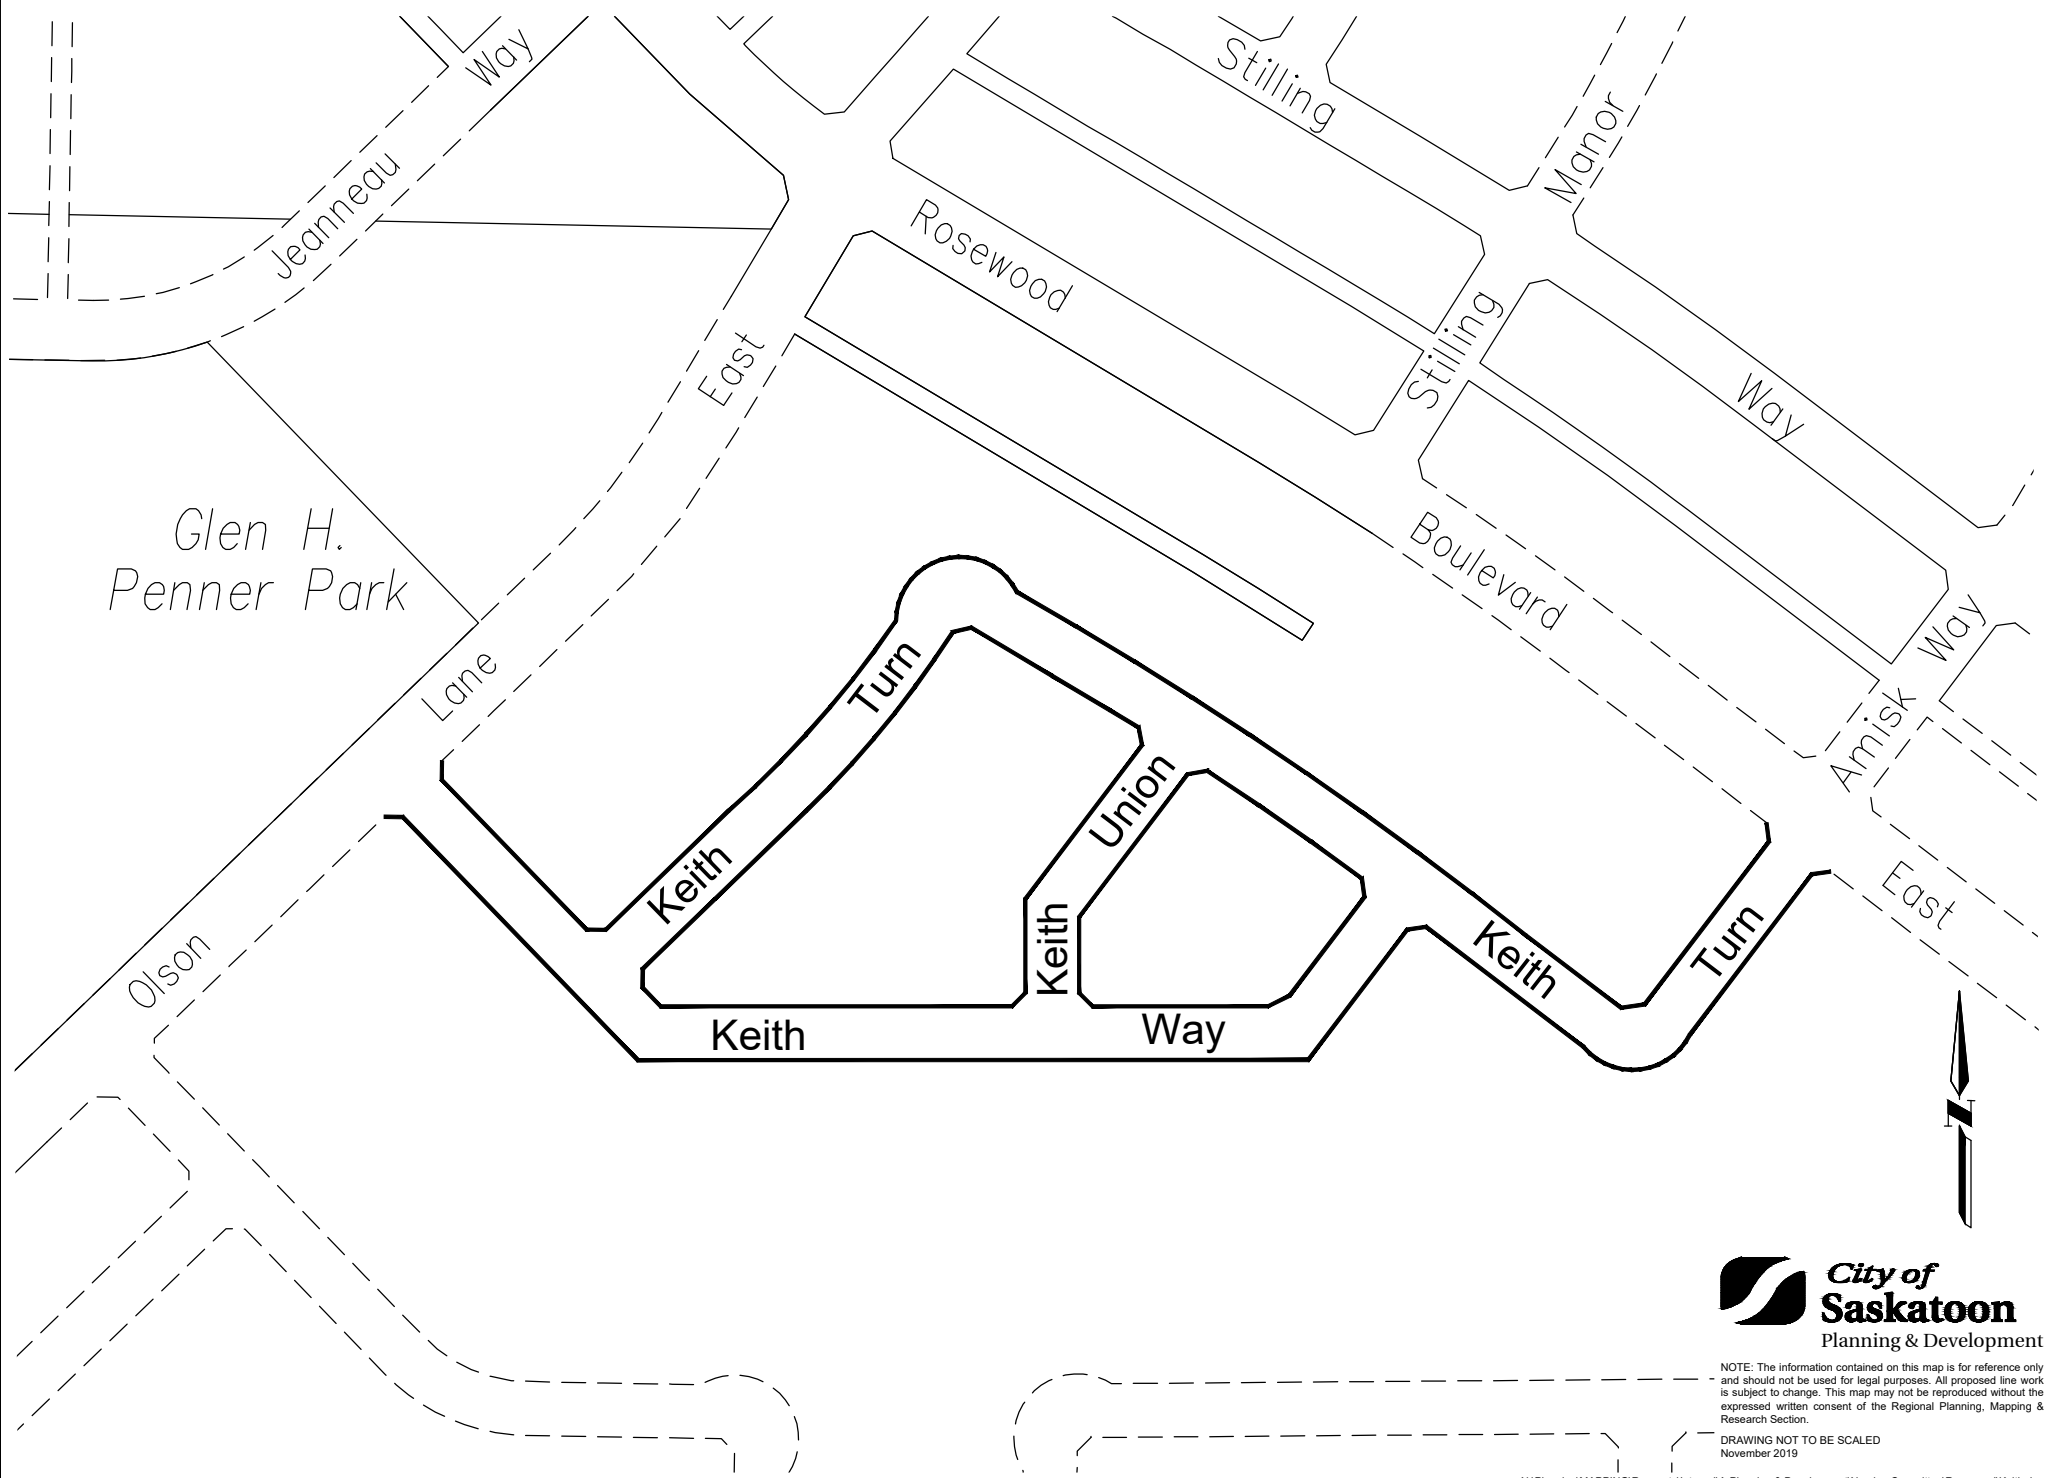 Way
Stilling
Manor
Jeanneau
Rosewood
Stilling
East
Way
Glen H.
Penner Park
Boulevard
Way
Lane
Turn
Amisk
Union
Keith
East
Olson
Keith
Keith
Turn
Keith
Way
N
City of
Saskatoon
Planning & Development
NOTE: The information contained on this map is for reference only
and should not be used for legal purposes. All proposed line work
is subject to change. This map may not be reproduced without the
expressed written consent of the Regional Planning, Mapping &
Research Section.
DRAWING NOT TO BE SCALED
November 2019